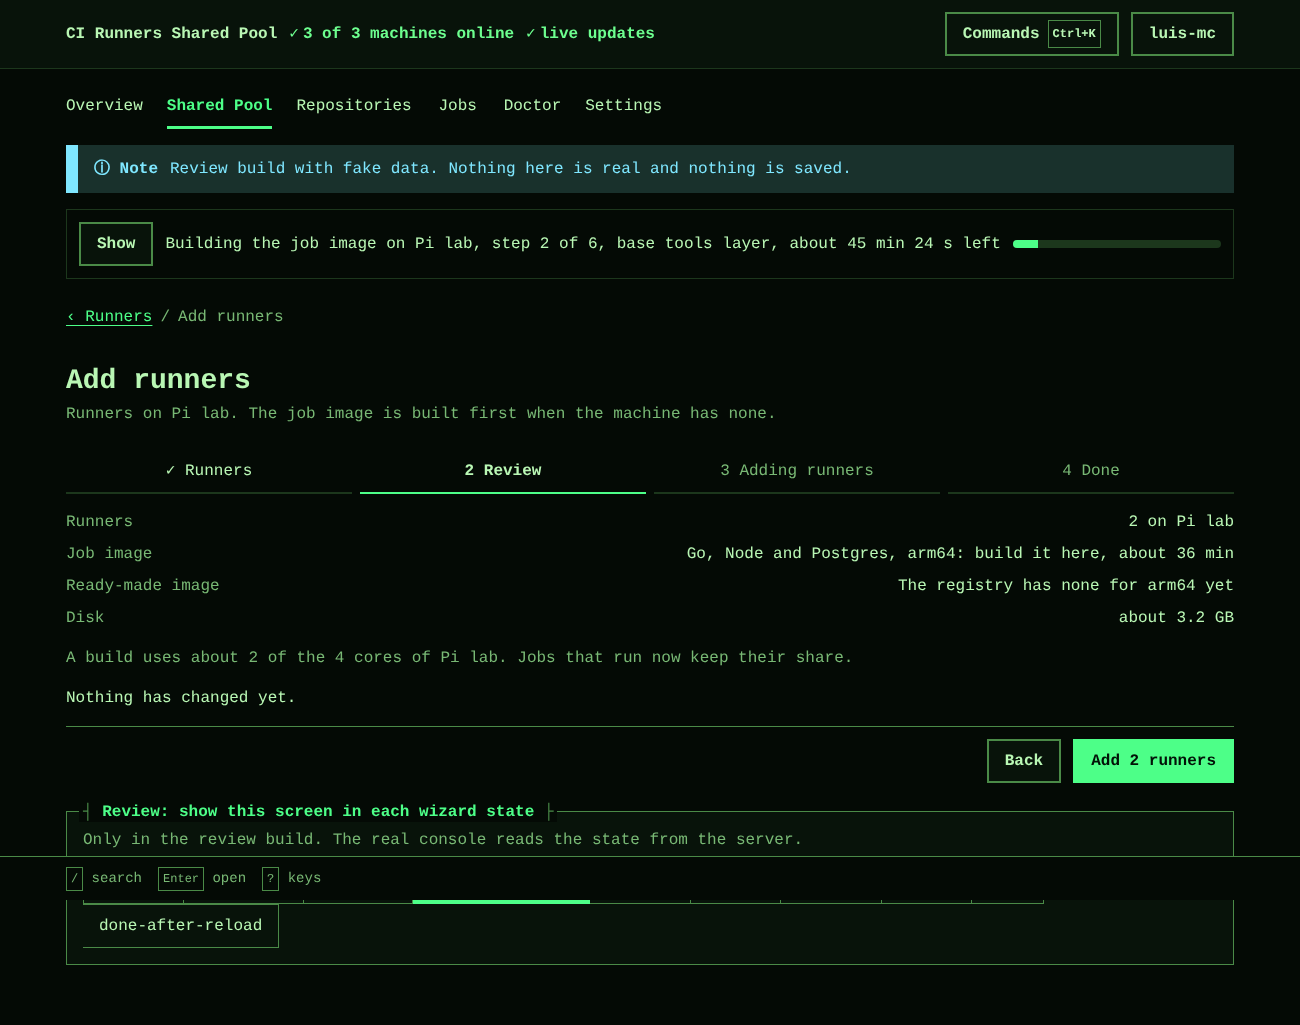 CI Runners Shared Pool ✓ 3 of 3 machines online ✓ live updates
Commands Ctrl+K luis-mc
Overview Shared Pool Repositories Jobs Doctor Settings
ⓘ Note Review build with fake data. Nothing here is real and nothing is saved.
Show Building the job image on Pi lab, step 2 of 6, base tools layer, about 45 min 24 s left
‹ Runners / Add runners
Add runners
Runners on Pi lab. The job image is built first when the machine has none.
✓ Runners 2 Review 3 Adding runners 4 Done
Runners 2 on Pi lab
Job image Go, Node and Postgres, arm64: build it here, about 36 min
Ready-made image The registry has none for arm64 yet
Disk about 3.2 GB
A build uses about 2 of the 4 cores of Pi lab. Jobs that run now keep their share.
Nothing has changed yet.
Back Add 2 runners
Review: show this screen in each wizard state
Only in the review build. The real console reads the state from the server.
/ search Enter open ? keys
done-after-reload